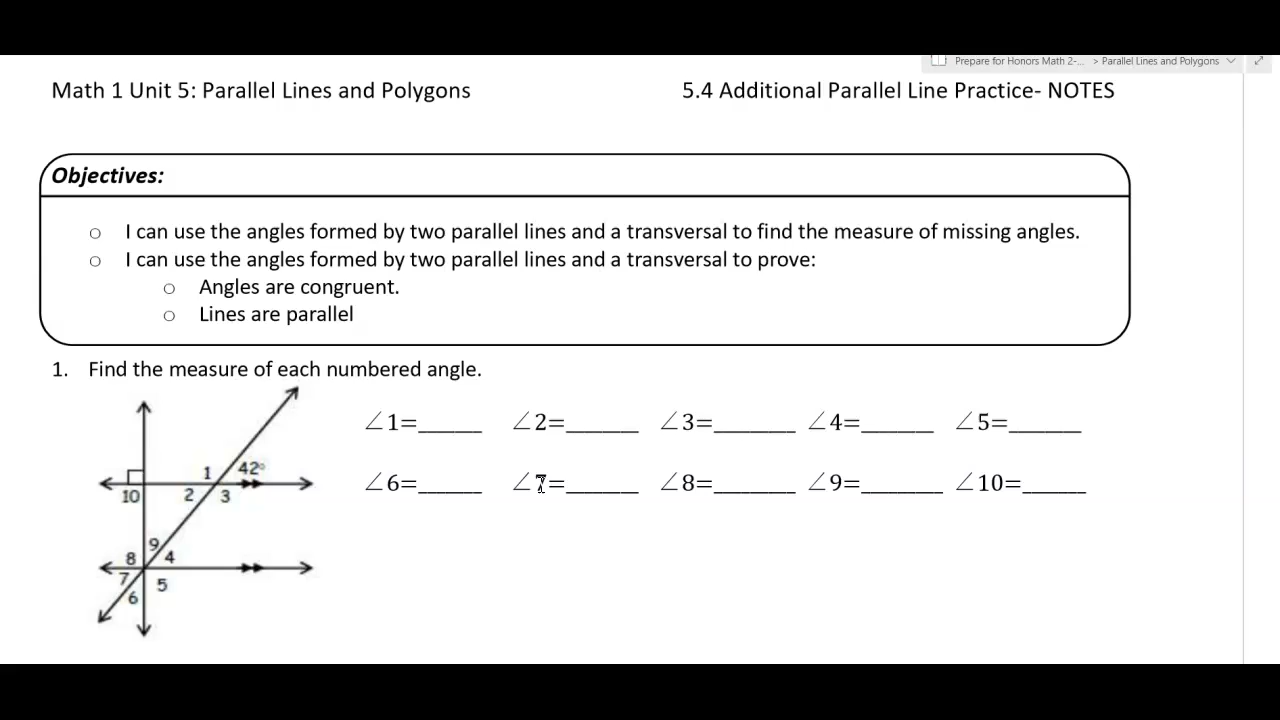 Prepare for Honors Math 2-... > Parallel Lines and Polygons
Math 1 Unit 5: Parallel Lines and Polygons 5.4 Additional Parallel Line Practice- NOTES
Objectives:
○ I can use the angles formed by two parallel lines and a transversal to find the measure of missing angles.
○ I can use the angles formed by two parallel lines and a transversal to prove:
○ Angles are congruent.
○ Lines are parallel
1. Find the measure of each numbered angle.
∠1=______ ∠2=_______ ∠3=________ ∠4=_______ ∠5=_______
1 42°
∠6=______ ∠7=_______ ∠8=________ ∠9=________ ∠10=______
10 2 3
9
8 4
7 5
6